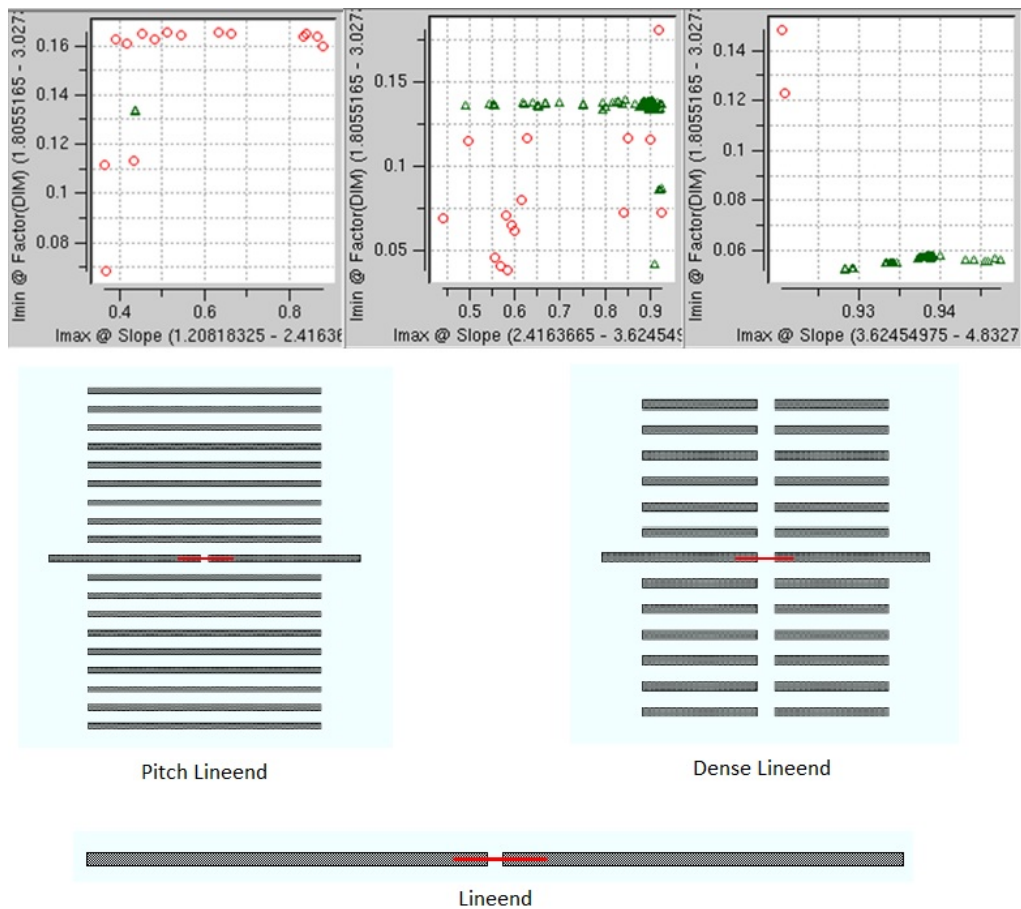 Imin @ Factor(DIM) (1.8055165 - 3.027
0.16
0.14
0.12
0.1
0.08
0.4
0.6
0.8
Imax @ Slope (1.20818325 - 2.4163
Imin @ Factor(DIM) (1.8055165 - 3.027
0.15
0.1
0.05
0.5
0.6
0.7
0.8
0.9
Imax @ Slope (2.4163665 - 3.62454
Imin @ Factor(DIM) (1.8055165 - 3.027
0.14
0.12
0.1
0.08
0.06
0.93
0.94
Imax @ Slope (3.62454975 - 4.8327
Pitch Lineend
Dense Lineend
Lineend